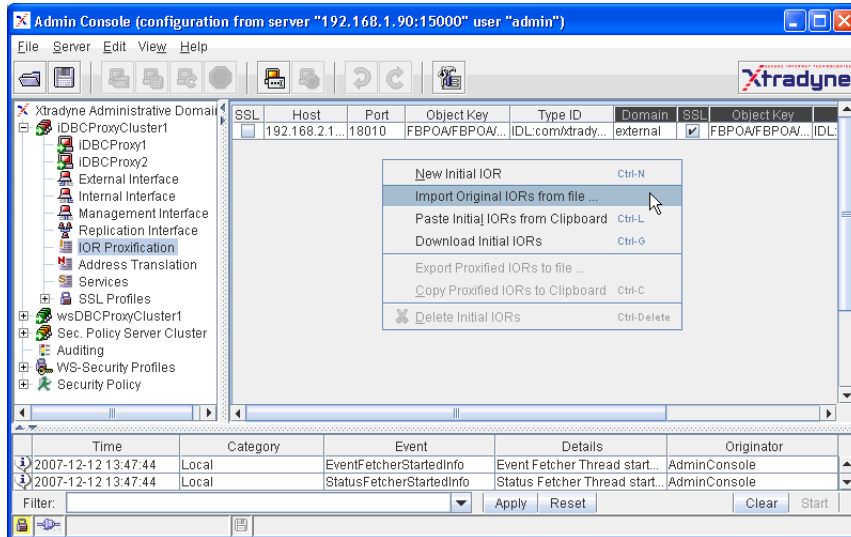 Admin Console (configuration from server "192.168.1.90:15000" user "admin")
File Server Edit View Help
Xtradyne
Xtradyne Administrative Domain
iDBCProxyCluster1
iDBCProxy1
iDBCProxy2
External Interface
Internal Interface
Management Interface
Replication Interface
IOR Proxification
Address Translation
Services
SSL Profiles
wsDBCProxyCluster1
Sec. Policy Server Cluster
Auditing
WS-Security Profiles
Security Policy
SSL Host Port Object Key Type ID Domain SSL Object Key
192.168.2.1... 18010 FBPOA/FBPOA/... IDL:com/xtrady... external FBPOA/FBPOA/... IDL:
New Initial IOR Ctrl-N
Import Original IORs from file ...
Paste Initial IORs from Clipboard Ctrl-L
Download Initial IORs Ctrl-G
Export Proxified IORs to file ...
Copy Proxified IORs to Clipboard Ctrl-C
Delete Initial IORs Ctrl-Delete
Time Category Event Details Originator
2007-12-12 13:47:44 Local EventFetcherStartedInfo Event Fetcher Thread start... AdminConsole
2007-12-12 13:47:44 Local StatusFetcherStartedInfo Status Fetcher Thread start... AdminConsole
Filter: Apply Reset Clear Start